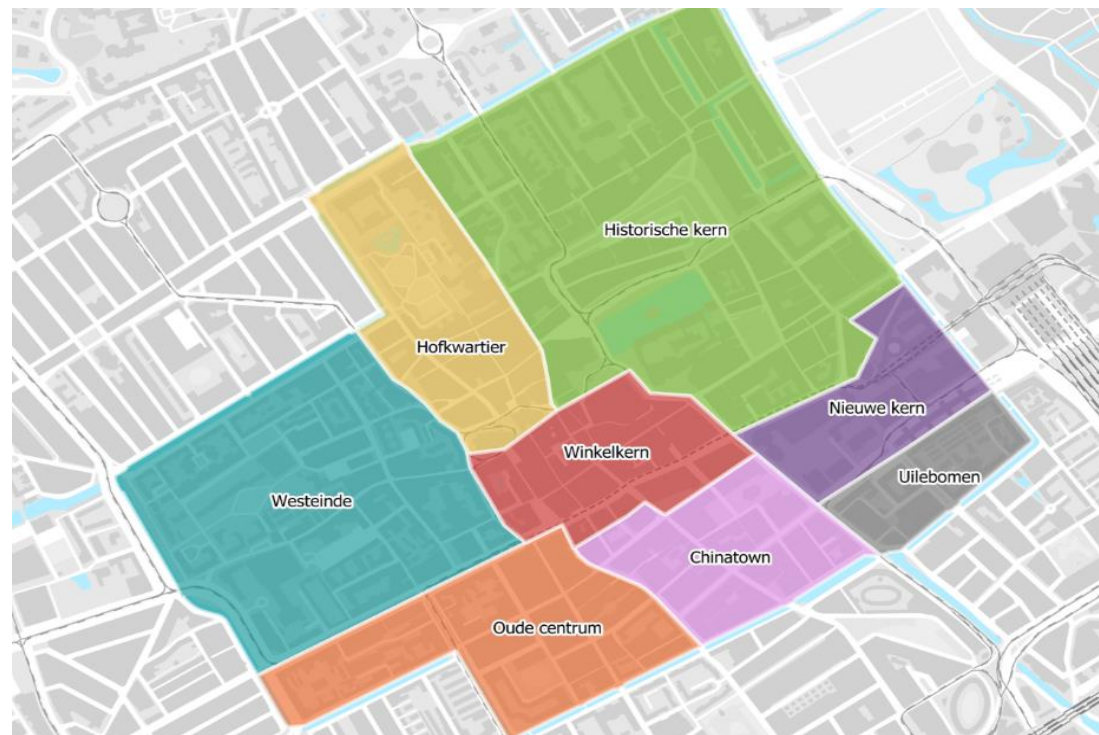 Historische kern
Hofkwartier
Nieuwe kern
Winkelkern
Uilebomen
Westeinde
Chinatown
Oude centrum